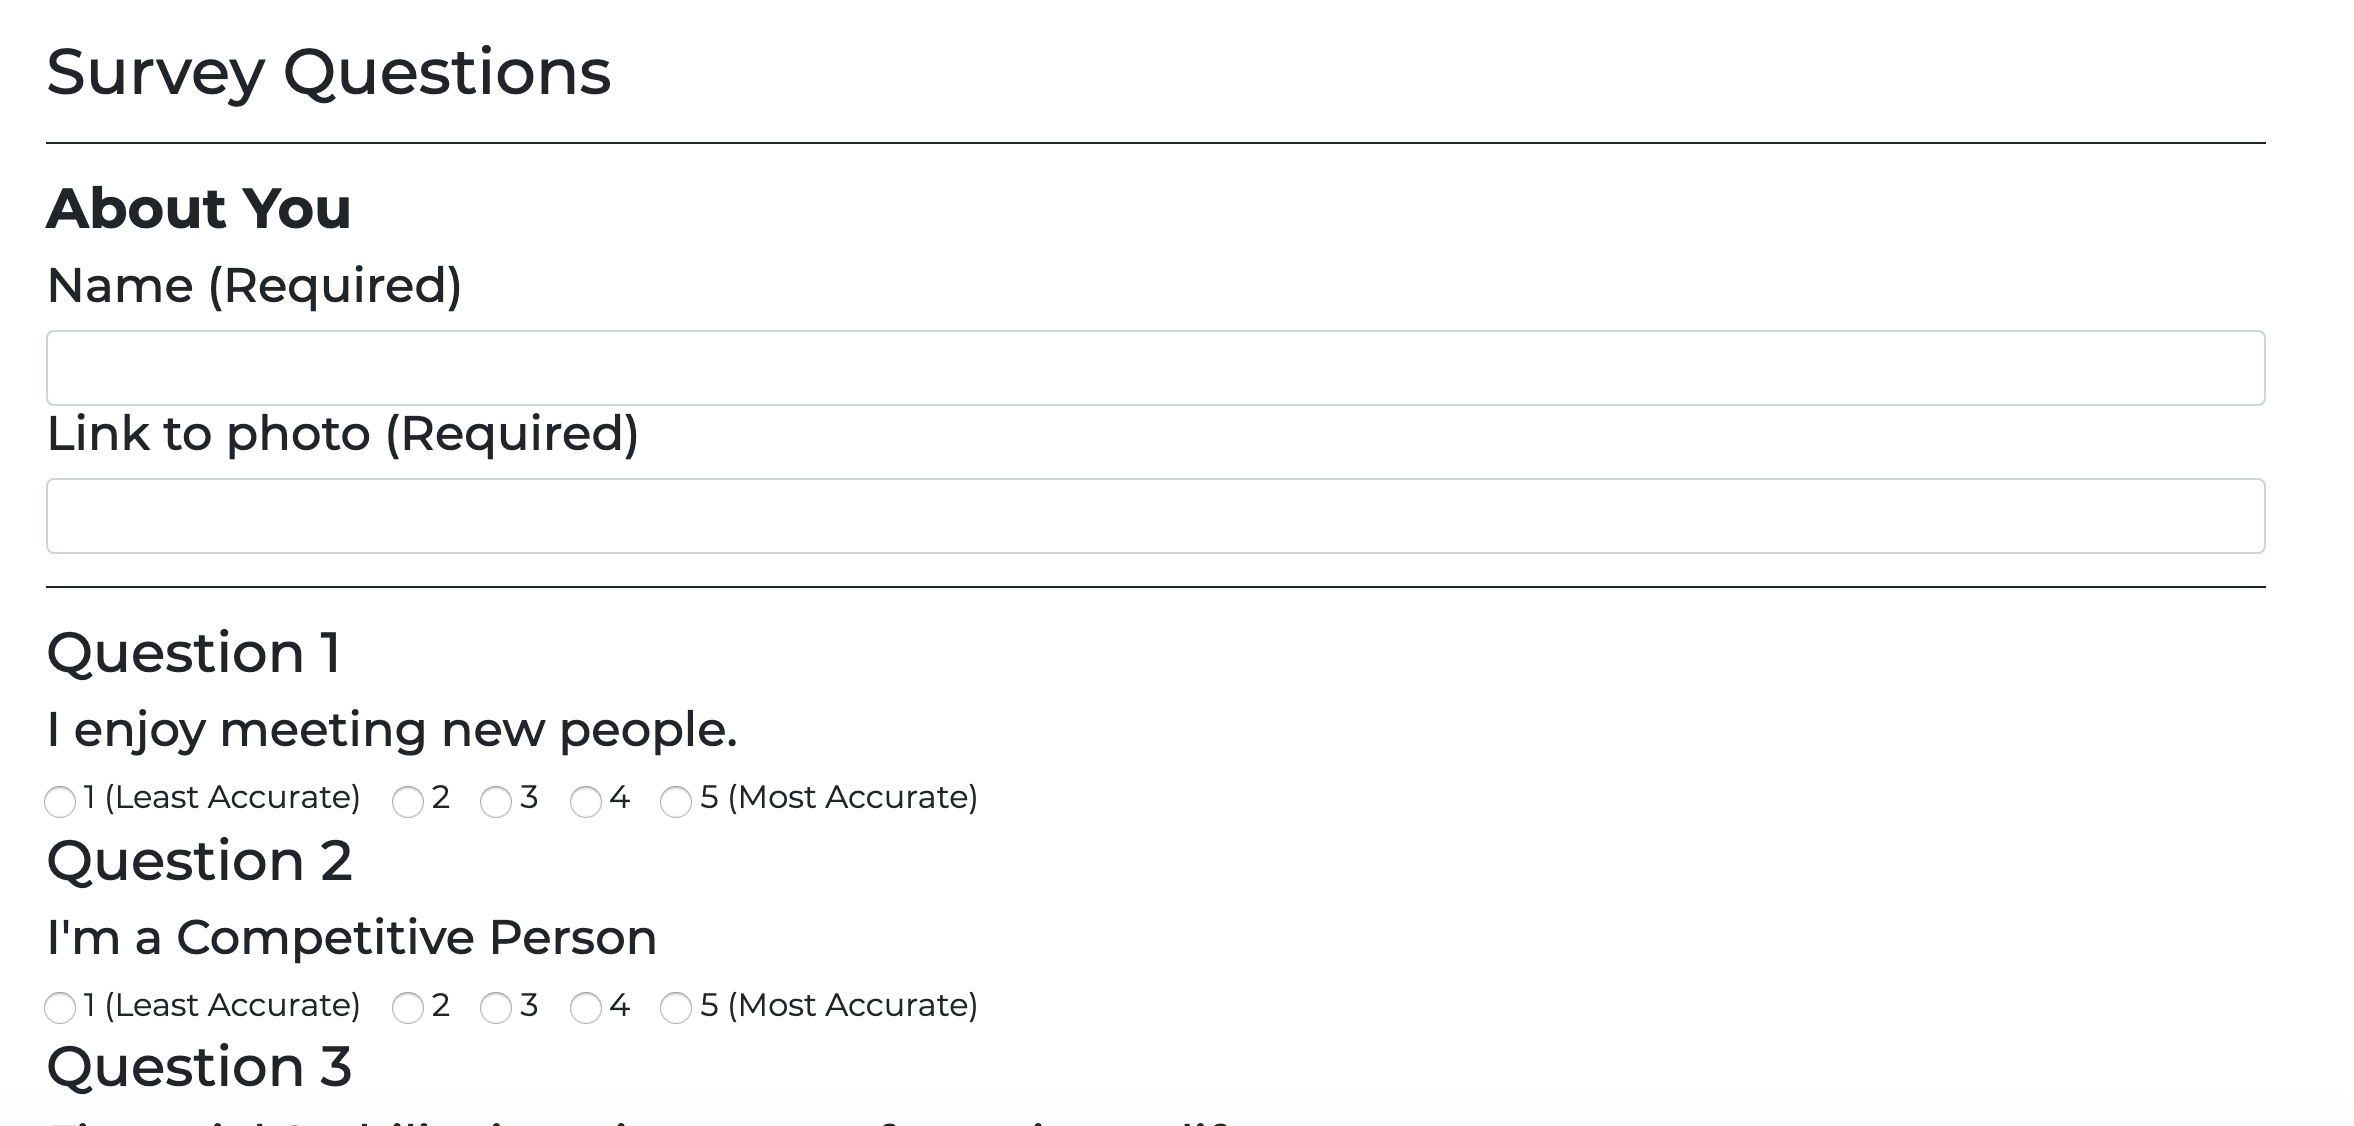 Survey Questions
About You
Name (Required)
Link to photo (Required)
Question 1
I enjoy meeting new people.
1 (Least Accurate) 2 3 4 5 (Most Accurate)
Question 2
I'm a Competitive Person
1 (Least Accurate) 2 3 4 5 (Most Accurate)
Question 3